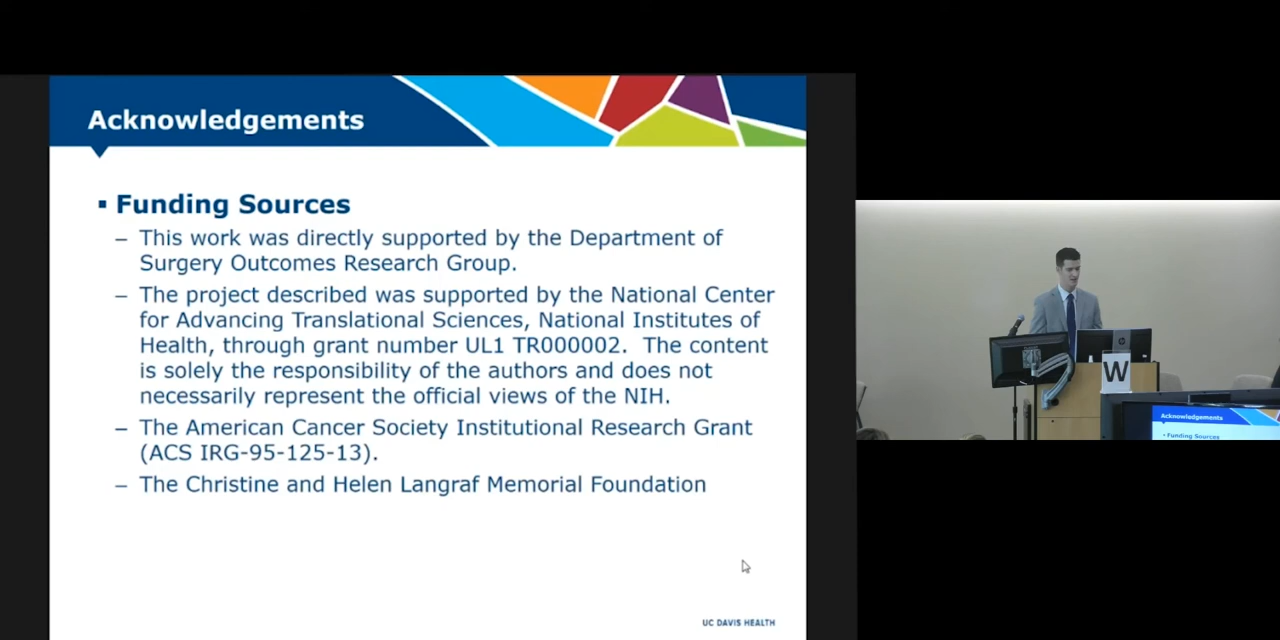 Acknowledgements
▪ Funding Sources
– This work was directly supported by the Department of
Surgery Outcomes Research Group.
– The project described was supported by the National Center
for Advancing Translational Sciences, National Institutes of
Health, through grant number UL1 TR000002.  The content
is solely the responsibility of the authors and does not
necessarily represent the official views of the NIH.
– The American Cancer Society Institutional Research Grant
(ACS IRG-95-125-13).
– The Christine and Helen Langraf Memorial Foundation
UC DAVIS HEALTH
W
Acknowledgements
• Funding Sources